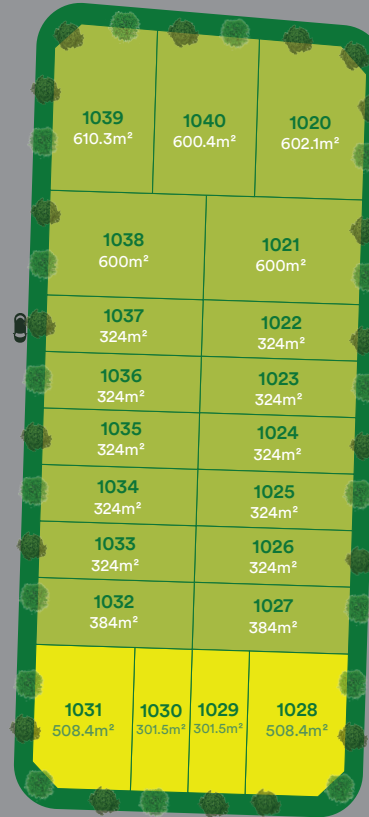 1039
610.3m²
1040
600.4m²
1020
602.1m²
1038
600m²
1021
600m²
1037
324m²
1022
324m²
1036
324m²
1023
324m²
1035
324m²
1024
324m²
1034
324m²
1025
324m²
1033
324m²
1026
324m²
1032
384m²
1027
384m²
1031
508.4m²
1030
301.5m²
1029
301.5m²
1028
508.4m²